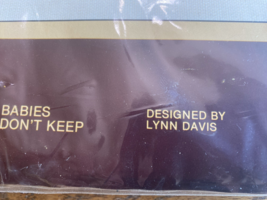 BABIES
DON'T KEEP
DESIGNED BY
LYNN DAVIS